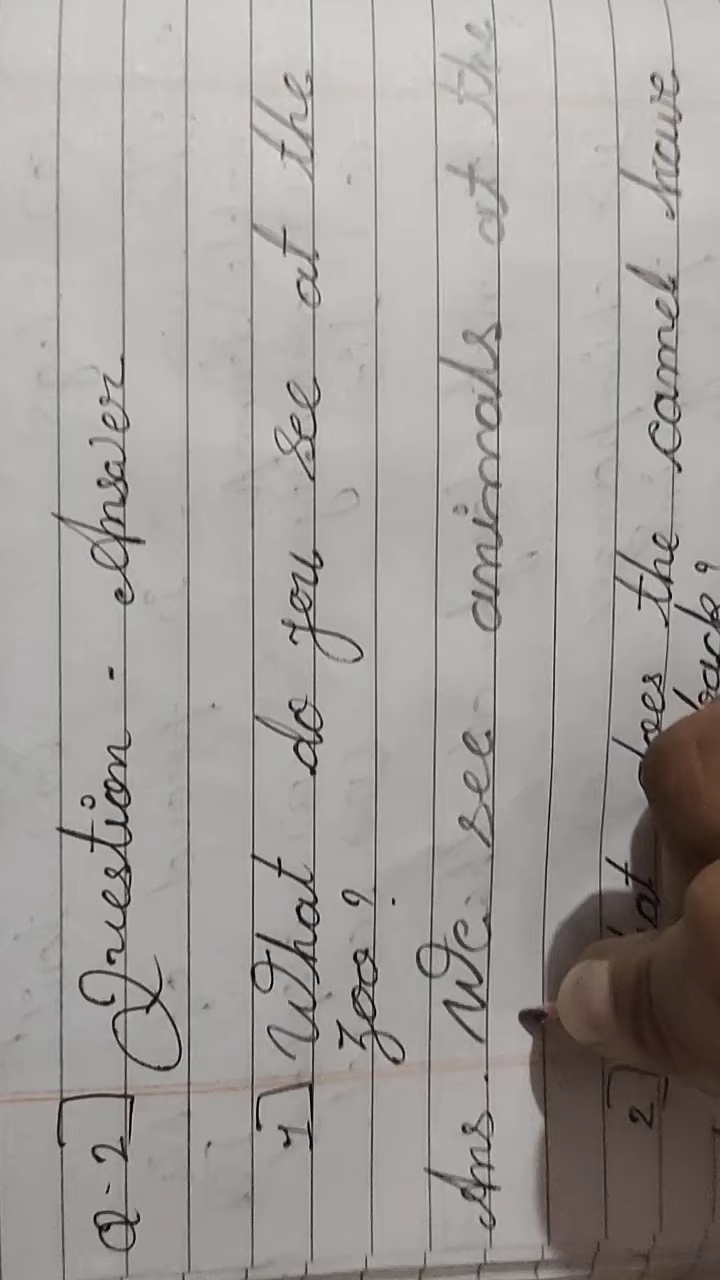 Q-2] Question - Answer
1] What do you see at the
zoo?
Ans. We see animals at the
2] does the camel have